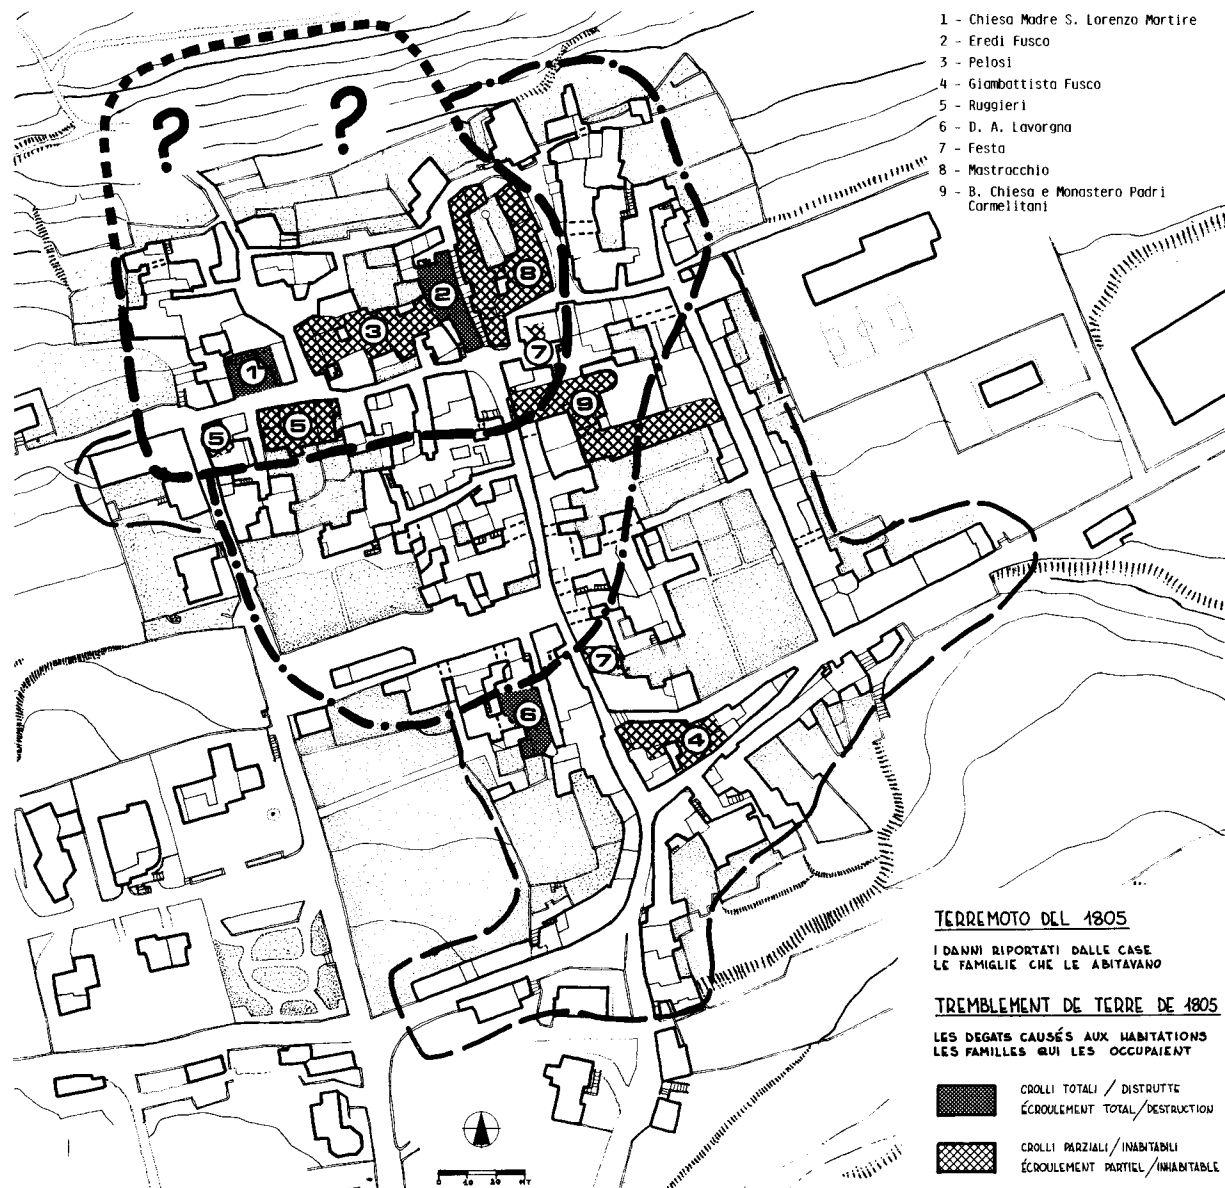 1 - Chiesa Madre S. Lorenzo Martire
2 - Eredi Fusco
3 - Pelosi
4 - Giambattista Fusco
5 - Ruggieri
6 - D. A. Lavorgna
7 - Festa
8 - Mastracchio
9 - B. Chiesa e Monastero Padri
Carmelitani
? ?
8
2
3
7
1
9
5
5
7
6
4
TERREMOTO DEL 1805
I DANNI RIPORTATI DALLE CASE
LE FAMIGLIE CHE LE ABITAVANO
TREMBLEMENT DE TERRE DE 1805
LES DEGATS CAUSÉS AUX HABITATIONS
LES FAMILLES QUI LES OCCUPAIENT
CROLLI TOTALI / DISTRUTTE
ÉCROULEMENT TOTAL/DESTRUCTION
CROLLI PARZIALI/INABITABILI
ÉCROULEMENT PARTIEL/INHABITABLE
0 10 20 MT